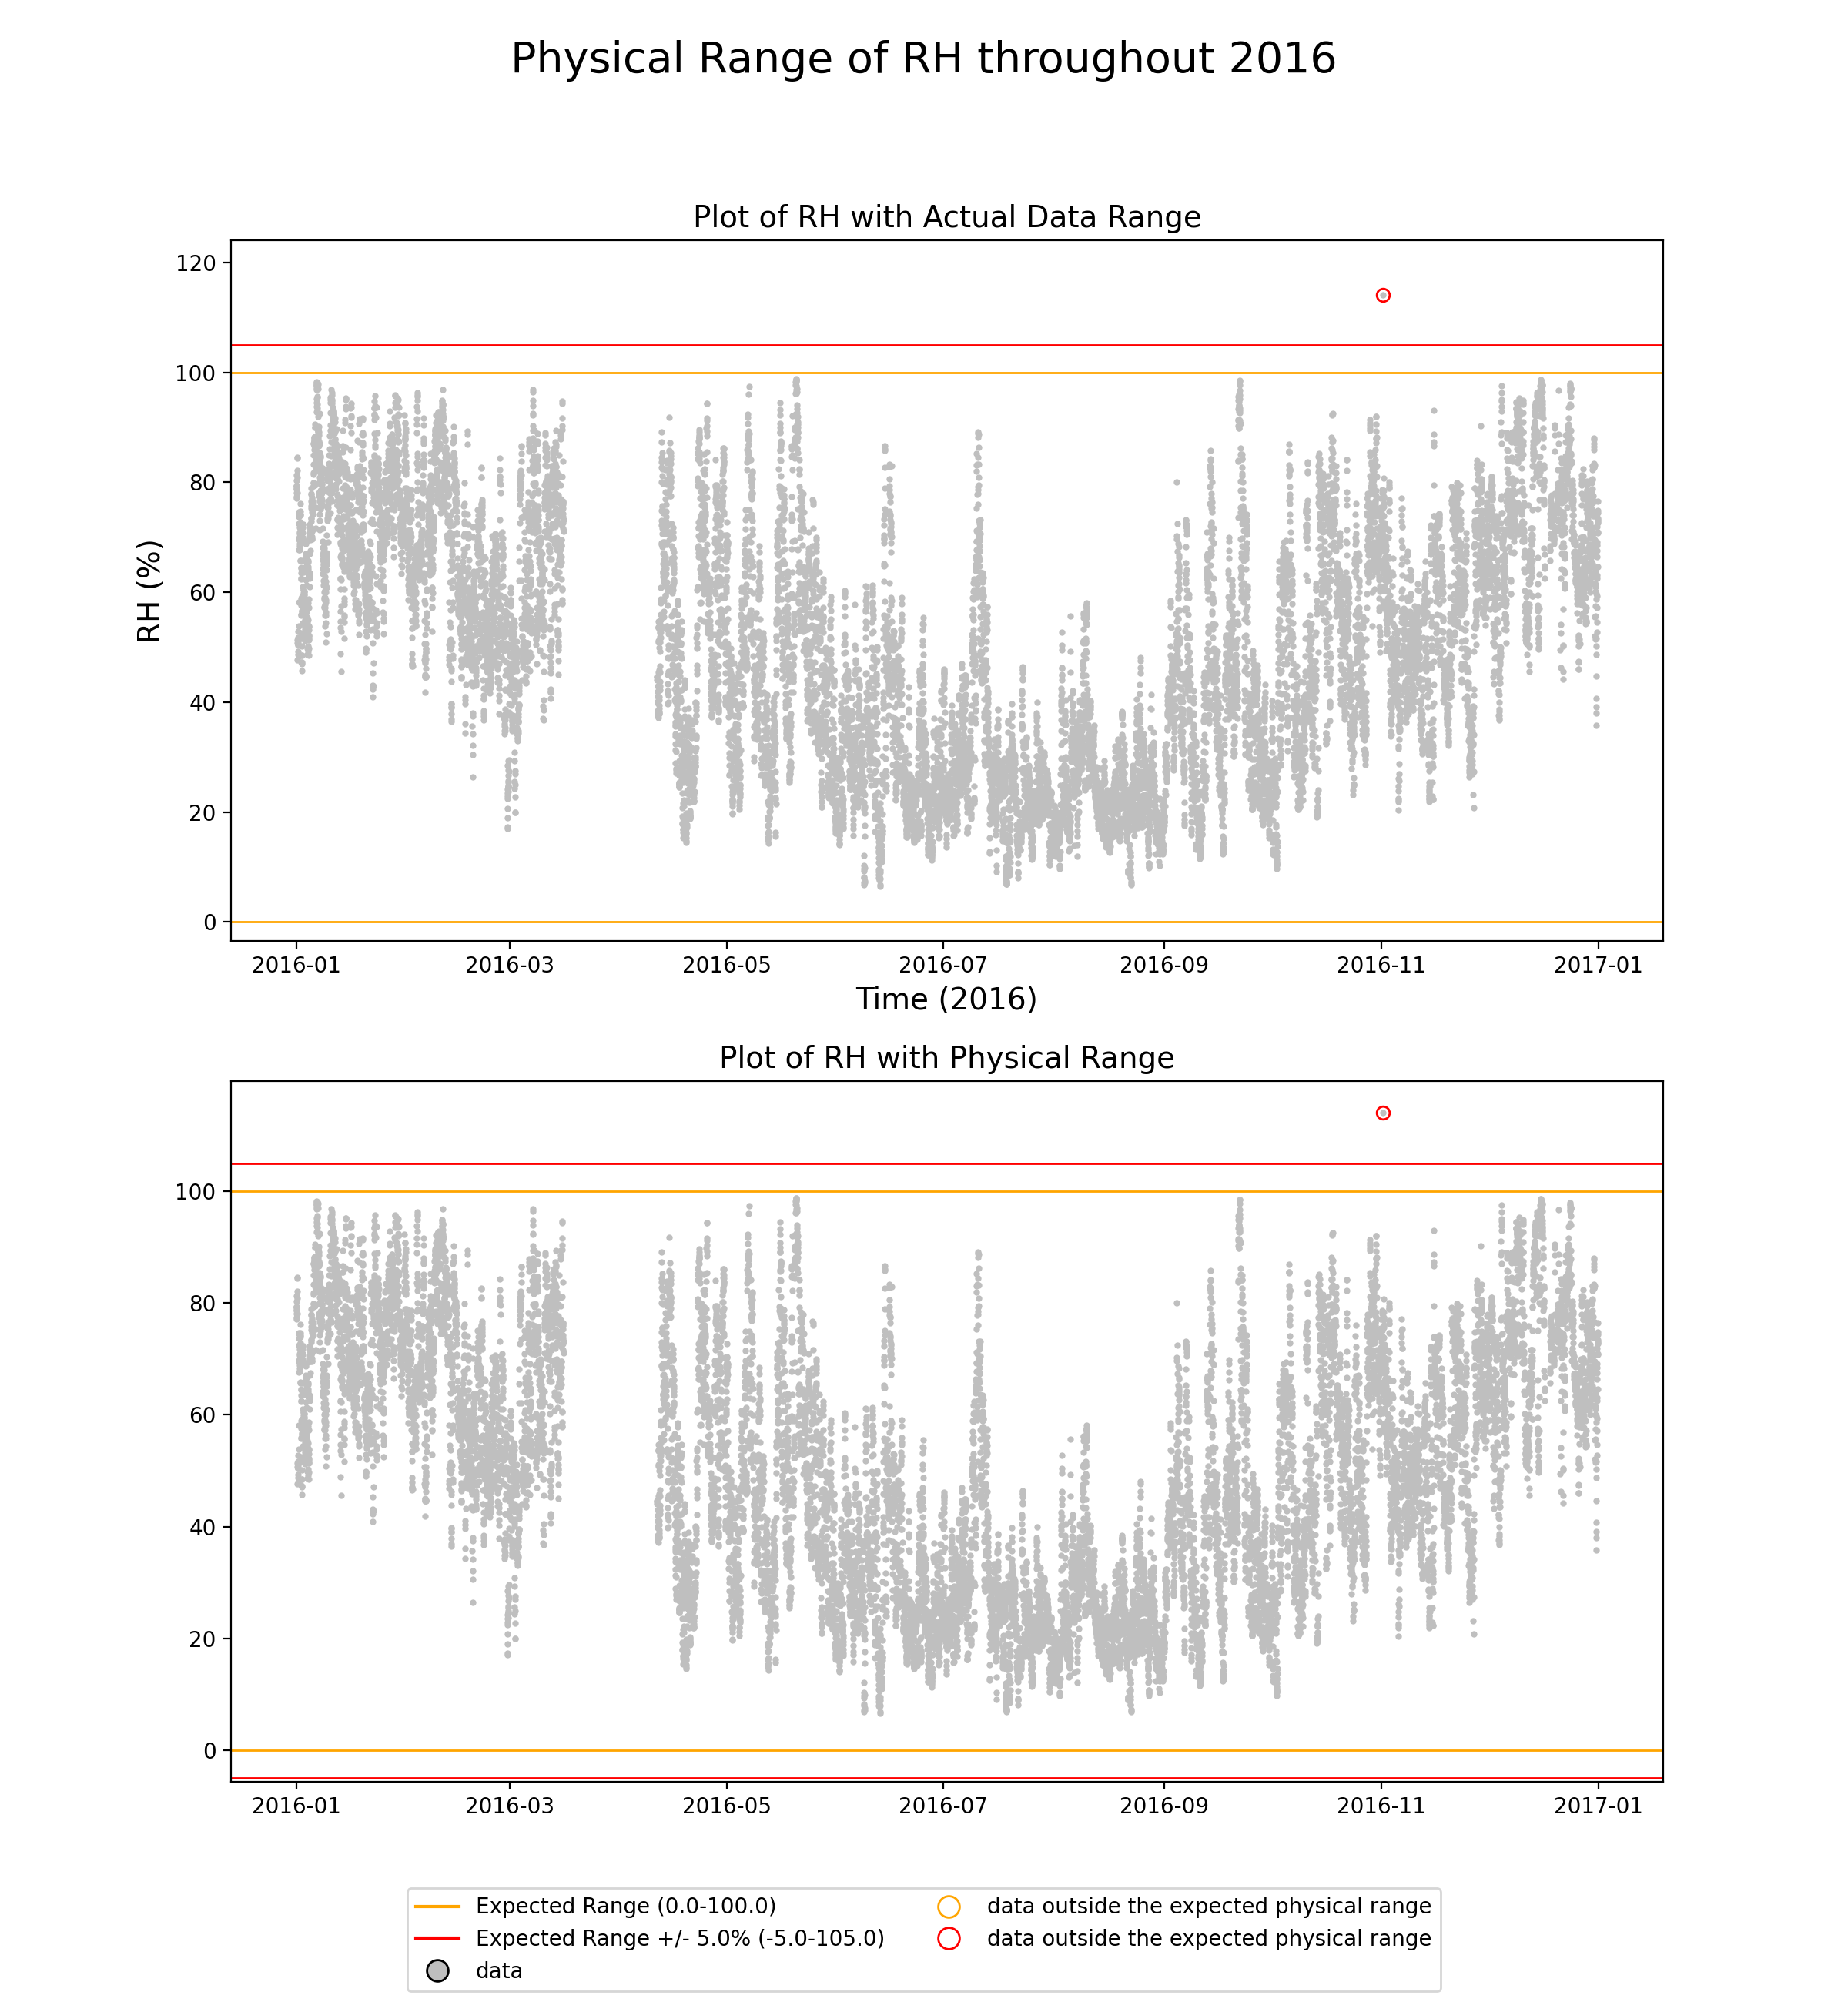 Physical Range of RH throughout 2016
Plot of RH with Actual Data Range
120
100
80
60
40
20
0
RH (%)
2016-01 2016-03 2016-05 2016-07 2016-09 2016-11 2017-01
Time (2016)
Plot of RH with Physical Range
100
80
60
40
20
0
2016-01 2016-03 2016-05 2016-07 2016-09 2016-11 2017-01
Expected Range (0.0-100.0)
Expected Range +/- 5.0% (-5.0-105.0)
data
data outside the expected physical range
data outside the expected physical range